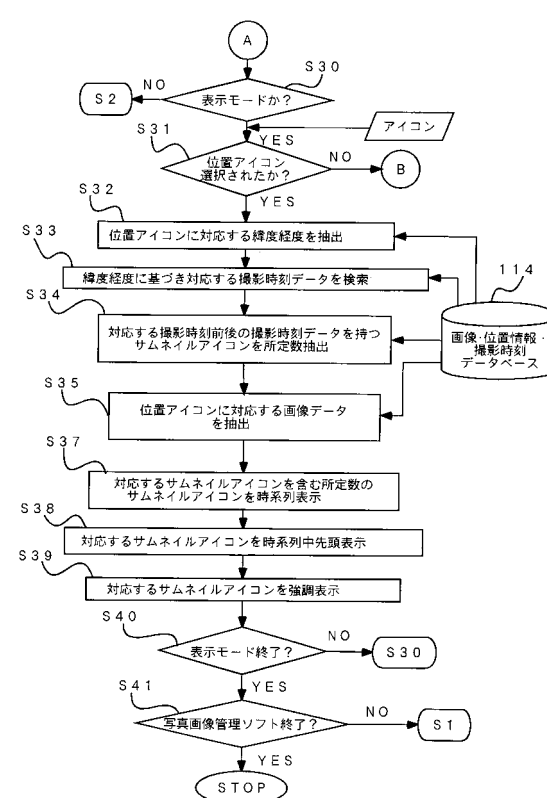 A
S30
NO
S2
表示モードか?
アイコン
YES
S31
位置アイコン
選択されたか?
NO
B
YES
S32
位置アイコンに対応する緯度経度を抽出
S33
緯度経度に基づき対応する撮影時刻データを検索
114
S34
対応する撮影時刻前後の撮影時刻データを持つ
サムネイルアイコンを所定数抽出
画像・位置情報・
撮影時刻
データベース
S35
位置アイコンに対応する画像データ
を抽出
S37
対応するサムネイルアイコンを含む所定数の
サムネイルアイコンを時系列表示
S38
対応するサムネイルアイコンを時系列中先頭表示
S39
対応するサムネイルアイコンを強調表示
S40
表示モード終了?
NO
S30
YES
S41
写真画像管理ソフト終了?
NO
S1
YES
STOP